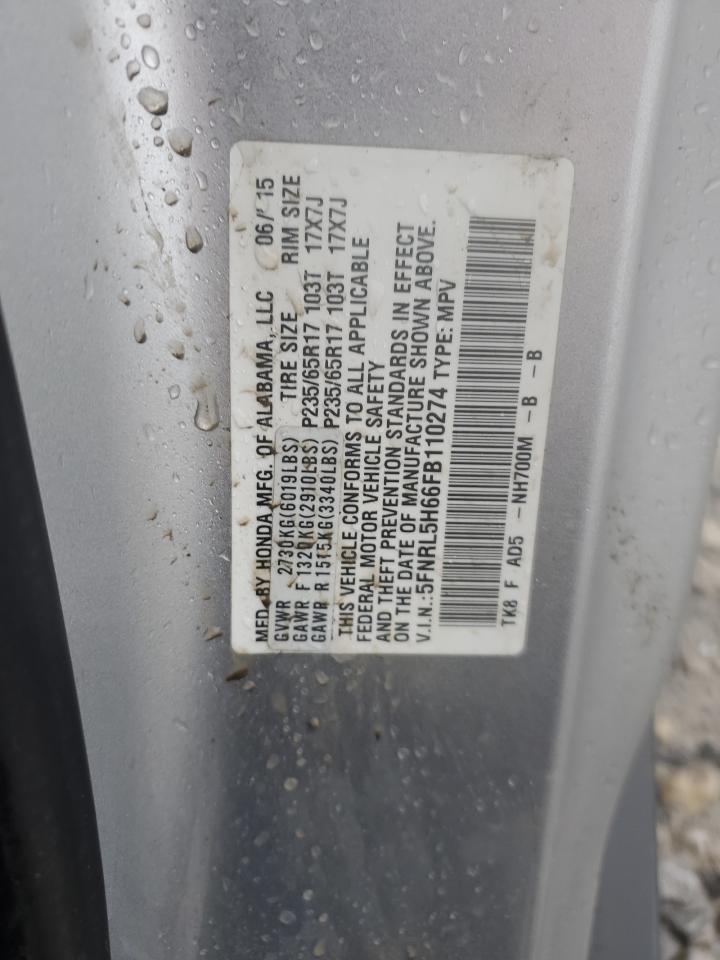 MFD. BY HONDA MFG. OF ALABAMA, LLC 06/'15
GVWR 2730KG(6019LBS) TIRE SIZE RIM SIZE
GAWR F 1320KG(2910LBS) P235/65R17 103T 17X7J
GAWR R 1515KG(3340LBS) P235/65R17 103T 17X7J
THIS VEHICLE CONFORMS TO ALL APPLICABLE
FEDERAL MOTOR VEHICLE SAFETY
AND THEFT PREVENTION STANDARDS IN EFFECT
ON THE DATE OF MANUFACTURE SHOWN ABOVE.
V.I.N.:5FNRL5H66FB110274 TYPE: MPV
TK8 F AD5 -NH700M -B -B